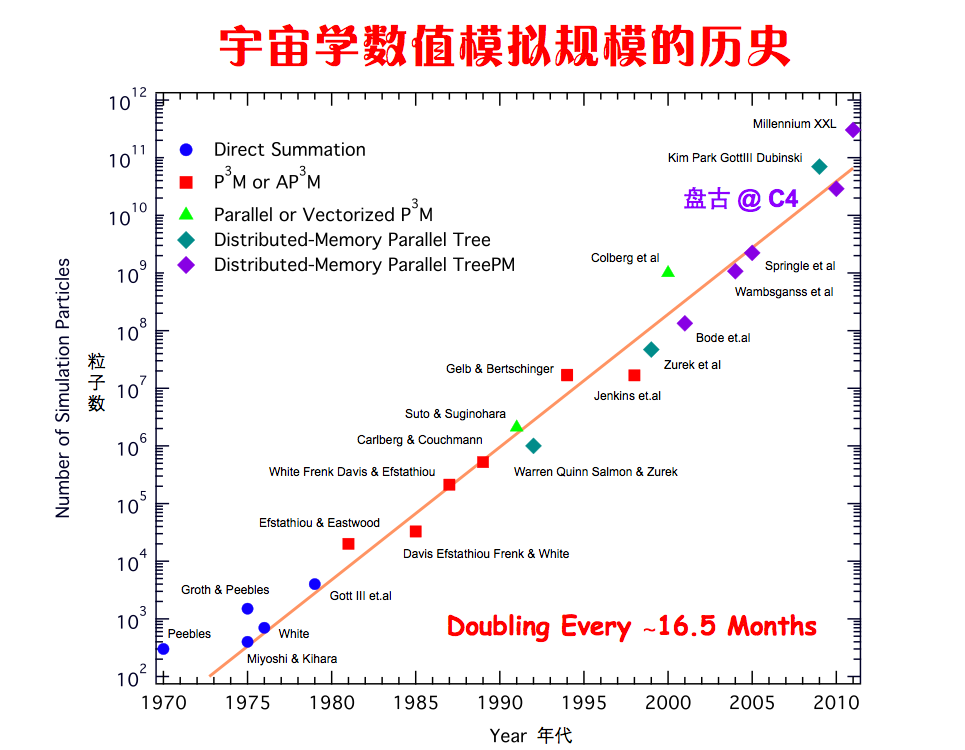 宇宙学数值模拟规模的历史
10^12
10^11
10^10
10^9
10^8
10^7
10^6
10^5
10^4
10^3
10^2
Number of Simulation Particles
粒子数
Direct Summation
P^3M or AP^3M
Parallel or Vectorized P^3M
Distributed-Memory Parallel Tree
Distributed-Memory Parallel TreePM
Millennium XXL
Kim Park GottIII Dubinski
盘古 @ C4
Colberg et al
Springle et al
Wambsganss et al
Bode et.al
Zurek et al
Gelb & Bertschinger
Jenkins et.al
Suto & Suginohara
Carlberg & Couchmann
White Frenk Davis & Efstathiou
Warren Quinn Salmon & Zurek
Efstathiou & Eastwood
Davis Efstathiou Frenk & White
Groth & Peebles
Gott III et.al
Peebles
White
Miyoshi & Kihara
Doubling Every ~16.5 Months
1970 1975 1980 1985 1990 1995 2000 2005 2010
Year 年代